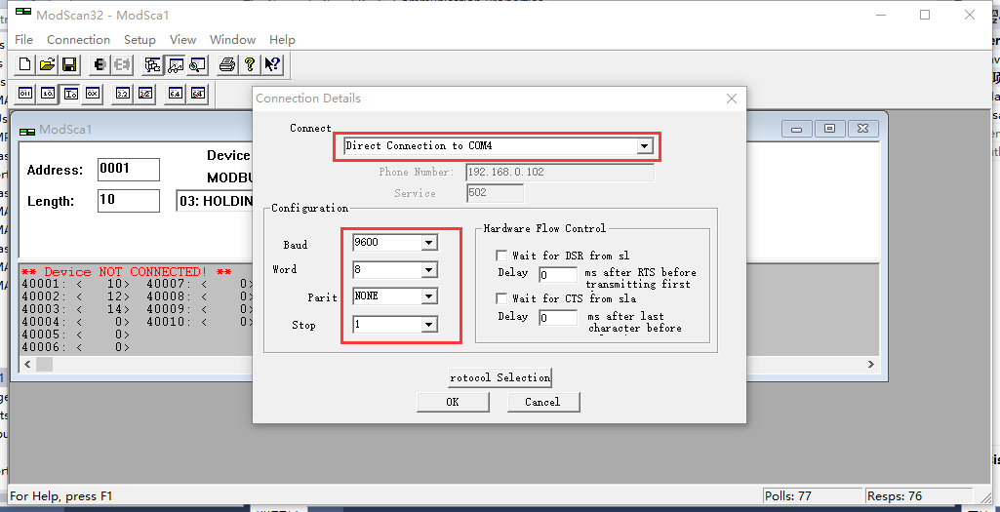 ModScan32 - ModSca1
File Connection Setup View Window Help
ModSca1
Address: 0001
Device
MODBU
Length: 10
03: HOLDIN
** Device NOT CONNECTED! **
40001: < 10> 40007: < 0>
40002: < 12> 40008: < 0>
40003: < 14> 40009: < 0>
40004: < 0> 40010: < 0>
40005: < 0>
40006: < 0>
Connection Details
Connect
Direct Connection to COM4
Phone Number: 192.168.0.102
Service 502
Configuration
Baud 9600
Word 8
Parit NONE
Stop 1
Hardware Flow Control
Wait for DSR from sl
Delay 0 ms after RTS before
transmitting first
Wait for CTS from sla
Delay 0 ms after last
character before
rotocol Selection
OK Cancel
For Help, press F1
Polls: 77
Resps: 76